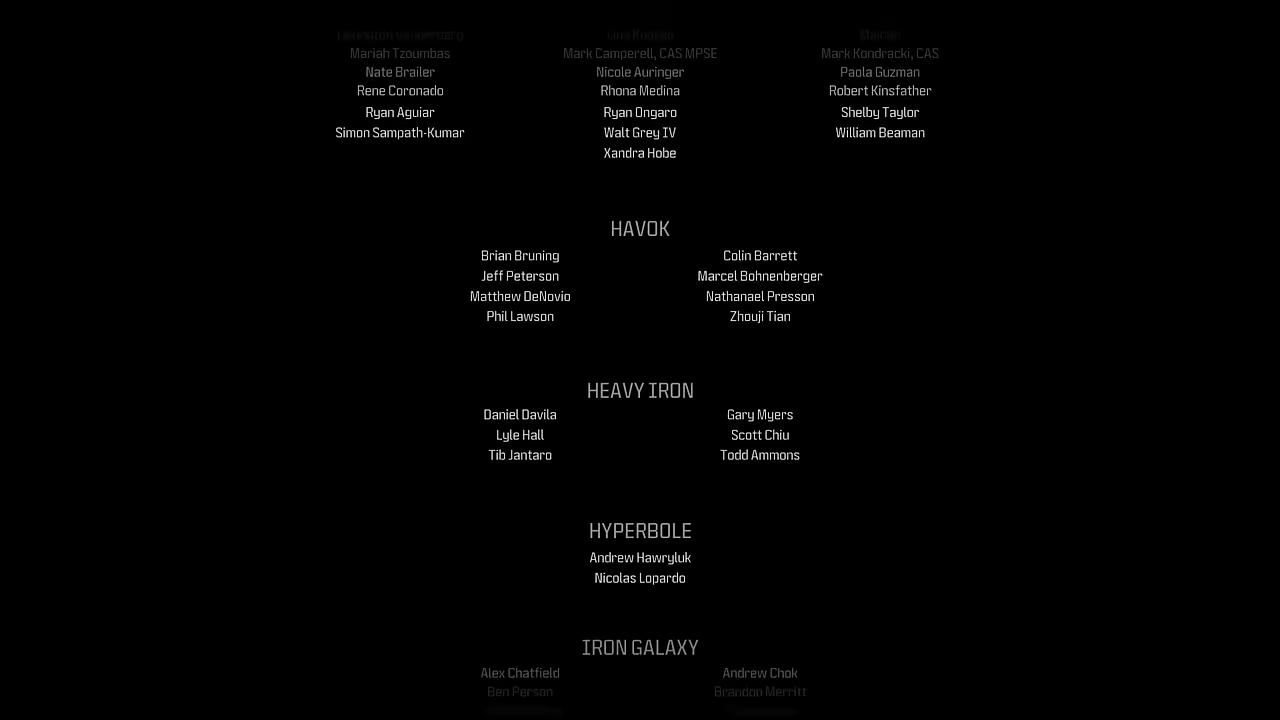 Mariah Tzoumbas Mark Camperell, CAS MPSE Mark Kondracki, CAS
Nate Brailer Nicole Auringer Paola Guzman
Rene Coronado Rhona Medina Robert Kinsfather
Ryan Aguiar Ryan Ongaro Shelby Taylor
Simon Sampath-Kumar Walt Grey IV William Beaman
Xandra Hobe
HAVOK
Brian Bruning Colin Barrett
Jeff Peterson Marcel Bohnenberger
Matthew DeNovio Nathanael Presson
Phil Lawson Zhouji Tian
HEAVY IRON
Daniel Davila Gary Myers
Lyle Hall Scott Chiu
Tib Jantaro Todd Ammons
HYPERBOLE
Andrew Hawryluk
Nicolas Lopardo
IRON GALAXY
Alex Chatfield Andrew Chok
Ben Person Brandon Merritt